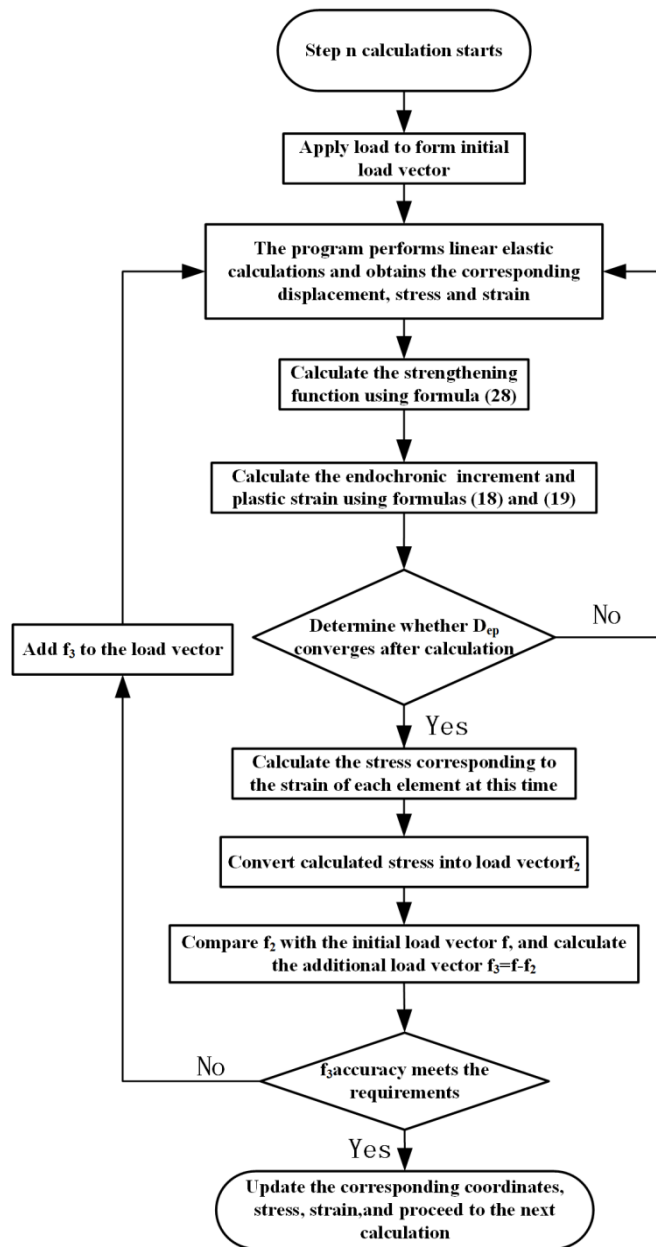 Step n calculation starts
Apply load to form initial
load vector
The program performs linear elastic
calculations and obtains the corresponding
displacement, stress and strain
Calculate the strengthening
function using formula (28)
Calculate the endochronic increment and
plastic strain using formulas (18) and (19)
Determine whether Dep
converges after calculation
No
Add f3 to the load vector
Yes
Calculate the stress corresponding to
the strain of each element at this time
Convert calculated stress into load vectorf2
Compare f2 with the initial load vector f, and calculate
the additional load vector f3=f-f2
No
f3accuracy meets the
requirements
Yes
Update the corresponding coordinates,
stress, strain,and proceed to the next
calculation